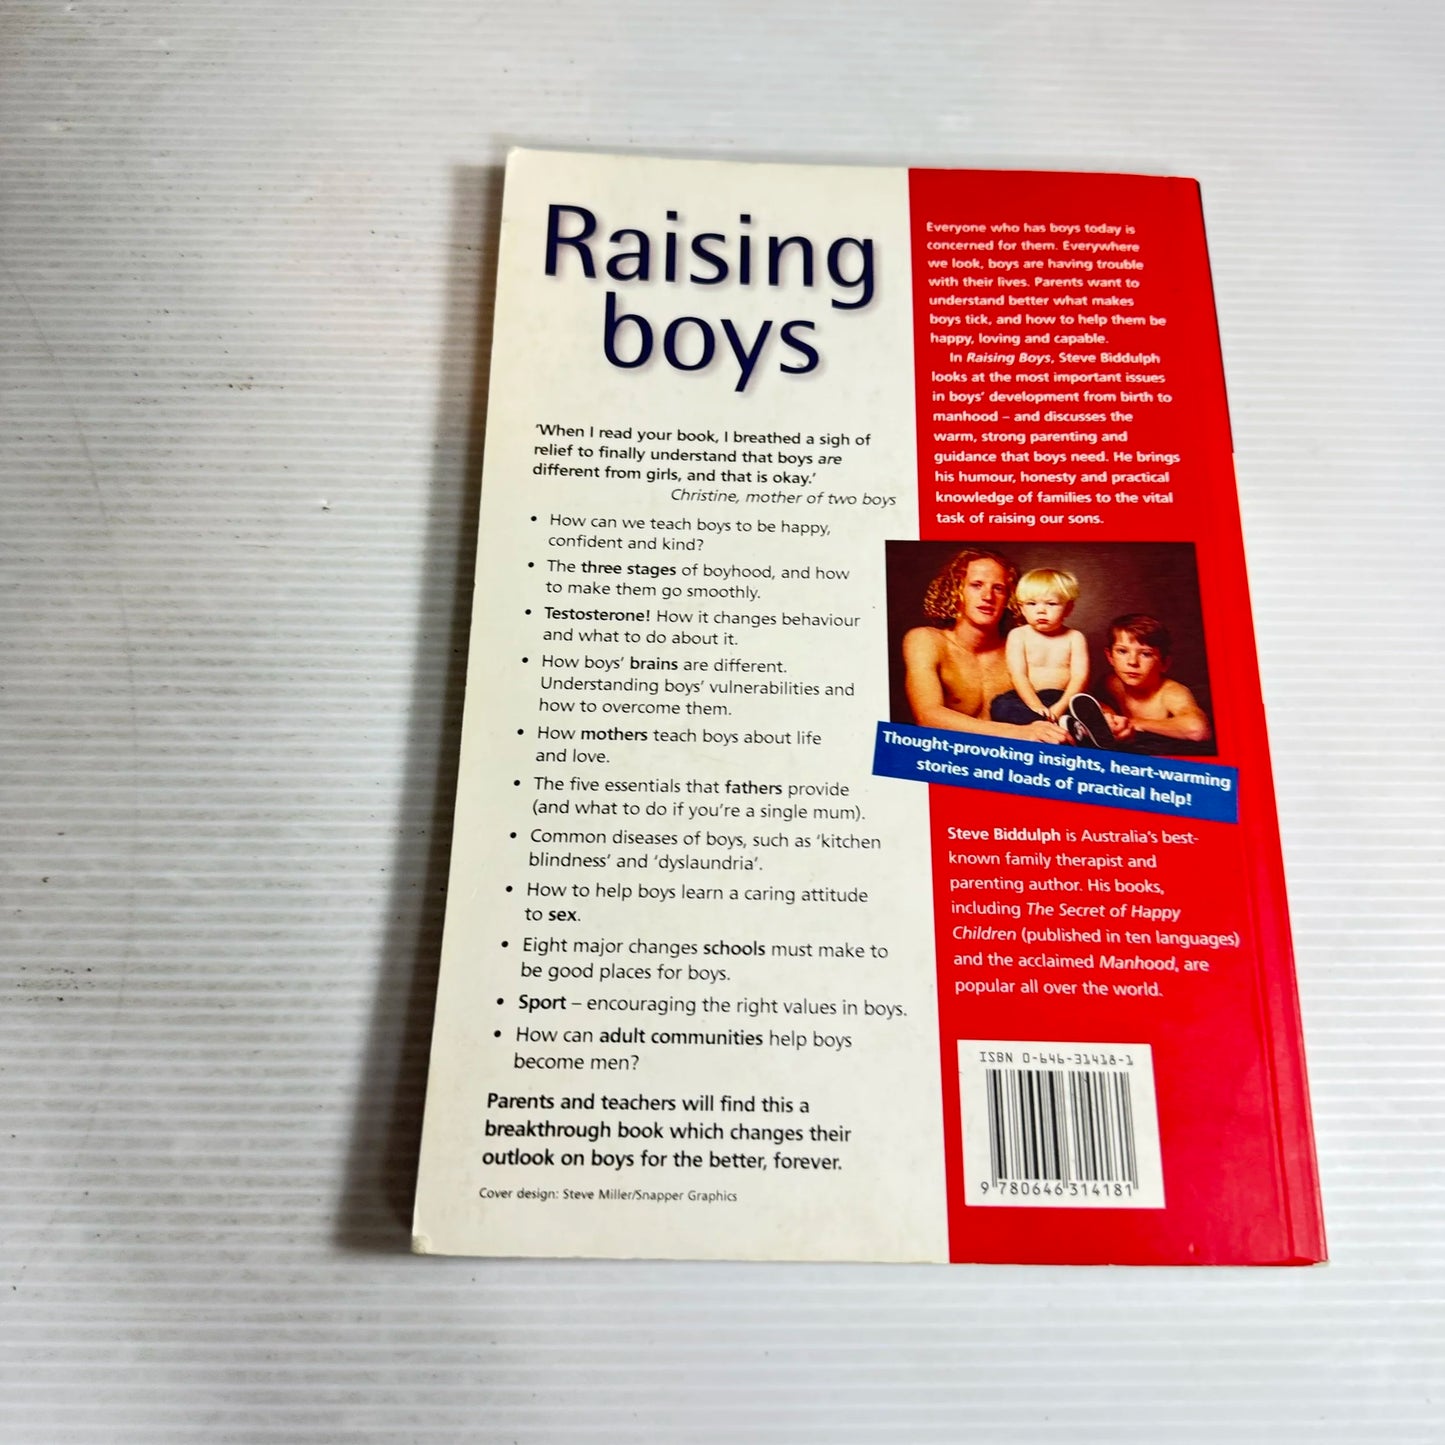 Raising
boys
'When I read your book, I breathed a sigh of
relief to finally understand that boys are
different from girls, and that is okay.'
Christine, mother of two boys
• How can we teach boys to be happy,
confident and kind?
• The three stages of boyhood, and how
to make them go smoothly.
• Testosterone! How it changes behaviour
and what to do about it.
• How boys' brains are different.
Understanding boys' vulnerabilities and
how to overcome them.
• How mothers teach boys about life
and love.
• The five essentials that fathers provide
(and what to do if you're a single mum).
• Common diseases of boys, such as 'kitchen
blindness' and 'dyslaundria'.
• How to help boys learn a caring attitude
to sex.
• Eight major changes schools must make to
be good places for boys.
• Sport – encouraging the right values in boys.
• How can adult communities help boys
become men?
Parents and teachers will find this a
breakthrough book which changes their
outlook on boys for the better, forever.
Cover design: Steve Miller/Snapper Graphics
Everyone who has boys today is
concerned for them. Everywhere
we look, boys are having trouble
with their lives. Parents want to
understand better what makes
boys tick, and how to help them be
happy, loving and capable.
In Raising Boys, Steve Biddulph
looks at the most important issues
in boys' development from birth to
manhood – and discusses the
warm, strong parenting and
guidance that boys need. He brings
his humour, honesty and practical
knowledge of families to the vital
task of raising our sons.
Thought-provoking insights, heart-warming
stories and loads of practical help!
Steve Biddulph is Australia's best-
known family therapist and
parenting author. His books,
including The Secret of Happy
Children (published in ten languages)
and the acclaimed Manhood, are
popular all over the world.
ISBN 0-646-31418-1
9 780646 314181